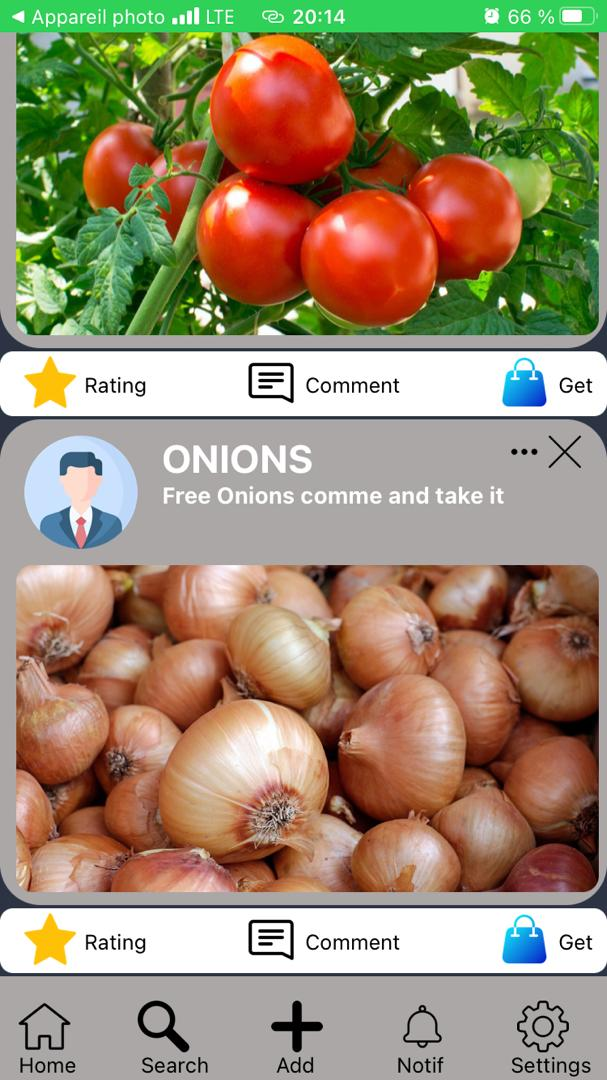 ◀ Appareil photo LTE 20:14 66 %
Rating Comment Get
ONIONS
Free Onions comme and take it
Rating Comment Get
Home Search Add Notif Settings